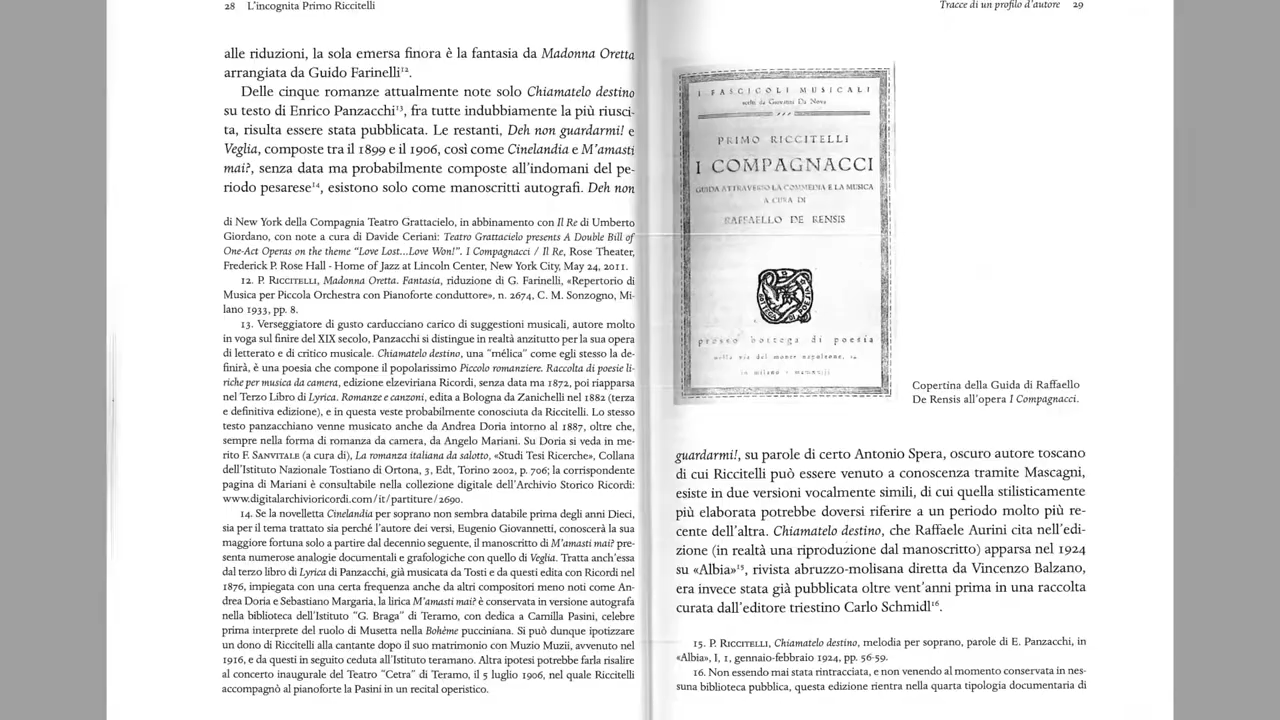 28 L'incognita Primo Riccitelli
alle riduzioni, la sola emersa finora è la fantasia da Madonna Oretta
arrangiata da Guido Farinelli¹².
Delle cinque romanze attualmente note solo Chiamatelo destino
su testo di Enrico Panzacchi¹³, fra tutte indubbiamente la più riusci-
ta, risulta essere stata pubblicata. Le restanti, Deh non guardarmi! e
Veglia, composte tra il 1899 e il 1906, così come Cinelandia e M'amasti
mai?, senza data ma probabilmente composte all'indomani del pe-
riodo pesarese¹⁴, esistono solo come manoscritti autografi. Deh non
di New York della Compagnia Teatro Grattacielo, in abbinamento con Il Re di Umberto
Giordano, con note a cura di Davide Ceriani: Teatro Grattacielo presents A Double Bill of
One-Act Operas on the theme "Love Lost...Love Won!". I Compagnacci / Il Re, Rose Theater,
Frederick P. Rose Hall - Home of Jazz at Lincoln Center, New York City, May 24, 2011.
12. P. RICCITELLI, Madonna Oretta. Fantasia, riduzione di G. Farinelli, «Repertorio di
Musica per Piccola Orchestra con Pianoforte conduttore», n. 2674, C. M. Sonzogno, Mi-
lano 1933, pp. 8.
13. Verseggiatore di gusto carducciano carico di suggestioni musicali, autore molto
in voga sul finire del XIX secolo, Panzacchi si distingue in realtà anzitutto per la sua opera
di letterato e di critico musicale. Chiamatelo destino, una "mélica" come egli stesso la de-
finirà, è una poesia che compone il popolarissimo Piccolo romanziere. Raccolta di poesie li-
riche per musica da camera, edizione elzeviriana Ricordi, senza data ma 1872, poi riapparsa
nel Terzo Libro di Lyrica. Romanze e canzoni, edita a Bologna da Zanichelli nel 1882 (terza
e definitiva edizione), e in questa veste probabilmente conosciuta da Riccitelli. Lo stesso
testo panzacchiano venne musicato anche da Andrea Doria intorno al 1887, oltre che,
sempre nella forma di romanza da camera, da Angelo Mariani. Su Doria si veda in me-
rito F. SANVITALE (a cura di), La romanza italiana da salotto, «Studi Tesi Ricerche», Collana
dell'Istituto Nazionale Tostiano di Ortona, 3, Edt, Torino 2002, p. 706; la corrispondente
pagina di Mariani è consultabile nella collezione digitale dell'Archivio Storico Ricordi:
www.digitalarchivioricordi.com/it/partiture/2690.
14. Se la novelletta Cinelandia per soprano non sembra databile prima degli anni Dieci,
sia per il tema trattato sia perché l'autore dei versi, Eugenio Giovannetti, conoscerà la sua
maggiore fortuna solo a partire dal decennio seguente, il manoscritto di M'amasti mai? pre-
senta numerose analogie documentali e grafologiche con quello di Veglia. Tratta anch'essa
dal terzo libro di Lyrica di Panzacchi, già musicata da Tosti e da questi edita con Ricordi nel
1876, impiegata con una certa frequenza anche da altri compositori meno noti come An-
drea Doria e Sebastiano Margaria, la lirica M'amasti mai? è conservata in versione autografa
nella biblioteca dell'Istituto "G. Braga" di Teramo, con dedica a Camilla Pasini, celebre
prima interprete del ruolo di Musetta nella Bohème pucciniana. Si può dunque ipotizzare
un dono di Riccitelli alla cantante dopo il suo matrimonio con Muzio Muzii, avvenuto nel
1916, e da questi in seguito ceduta all'Istituto teramano. Altra ipotesi potrebbe farla risalire
al concerto inaugurale del Teatro "Cetra" di Teramo, il 5 luglio 1906, nel quale Riccitelli
accompagnò al pianoforte la Pasini in un recital operistico.
Tracce di un profilo d'autore 29
I FASCICOLI MUSICALI
scelti da Giovanni Da Nova
PRIMO RICCITELLI
I COMPAGNACCI
GUIDA ATTRAVERSO LA COMMEDIA E LA MUSICA
A CURA DI
RAFFAELLO DE RENSIS
presso bottega di poesia
nella via del monte napoleone, 14
in milano
Copertina della Guida di Raffaello
De Rensis all'opera I Compagnacci.
guardarmi!, su parole di certo Antonio Spera, oscuro autore toscano
di cui Riccitelli può essere venuto a conoscenza tramite Mascagni,
esiste in due versioni vocalmente simili, di cui quella stilisticamente
più elaborata potrebbe doversi riferire a un periodo molto più re-
cente dell'altra. Chiamatelo destino, che Raffaele Aurini cita nell'edi-
zione (in realtà una riproduzione dal manoscritto) apparsa nel 1924
su «Albia»¹⁵, rivista abruzzo-molisana diretta da Vincenzo Balzano,
era invece stata già pubblicata oltre vent'anni prima in una raccolta
curata dall'editore triestino Carlo Schmidl¹⁶.
15. P. RICCITELLI, Chiamatelo destino, melodia per soprano, parole di E. Panzacchi, in
«Albia», I, 1, gennaio-febbraio 1924, pp. 56-59.
16. Non essendo mai stata rintracciata, e non venendo al momento conservata in nes-
suna biblioteca pubblica, questa edizione rientra nella quarta tipologia documentaria di